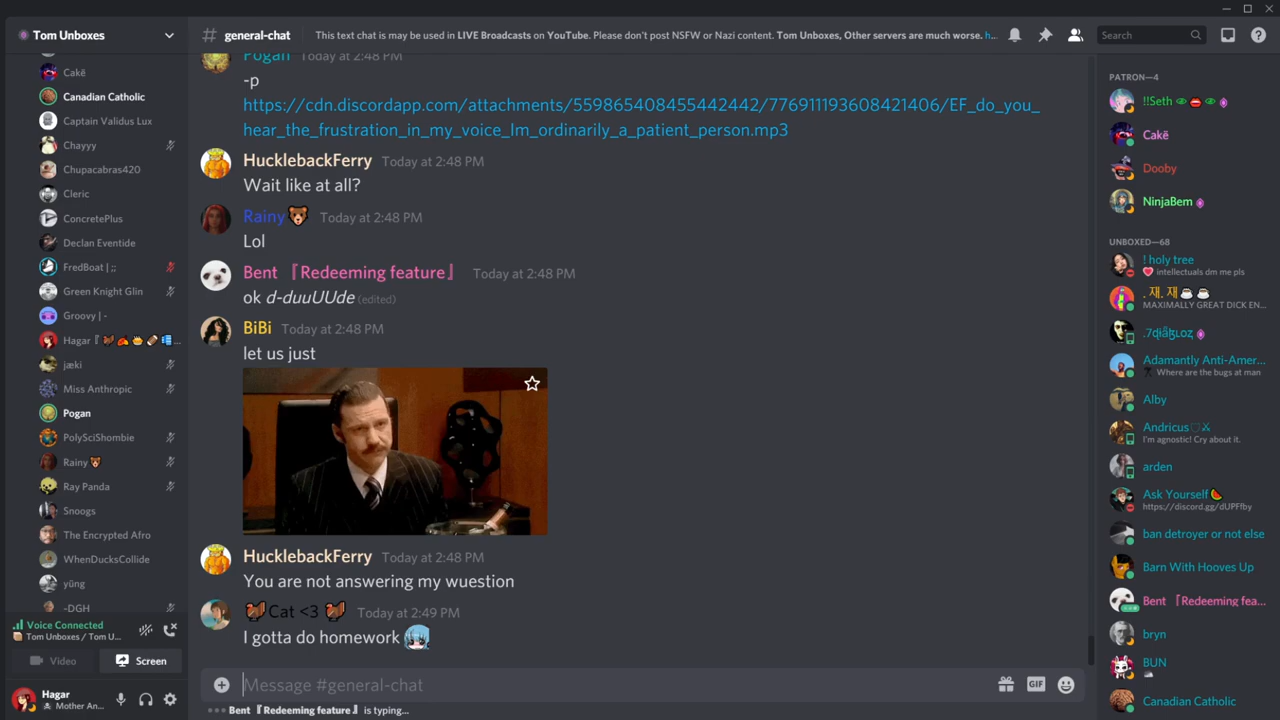 Tom Unboxes
general-chat
This text chat is may be used in LIVE Broadcasts on YouTube. Please don't post NSFW or Nazi content. Tom Unboxes, Other servers are much worse. h...
Search
Cakë
Canadian Catholic
Captain Validus Lux
Chayyy
Chupacabras420
Cleric
ConcretePlus
Declan Eventide
FredBoat | ;;
Green Knight Glin
Groovy | -
Hagar『🦃🍂🥧🏈...
jæki
Miss Anthropic
Pogan
PolySciShombie
Rainy 🐻
Ray Panda
Snoogs
The Encrypted Afro
WhenDucksCollide
yûng
-DGH
Voice Connected
Tom Unboxes / Tom U...
Video
Screen
Hagar
Mother An...
Pogan Today at 2:48 PM
-p
https://cdn.discordapp.com/attachments/559865408455442442/776911193608421406/EF_do_you_
hear_the_frustration_in_my_voice_Im_ordinarily_a_patient_person.mp3
HucklebackFerry Today at 2:48 PM
Wait like at all?
Rainy🐻 Today at 2:48 PM
Lol
Bent 『Redeeming feature』 Today at 2:48 PM
ok d-duuUUde (edited)
BiBi Today at 2:48 PM
let us just
HucklebackFerry Today at 2:48 PM
You are not answering my wuestion
🦃Cat <3 🦃 Today at 2:49 PM
I gotta do homework
Message #general-chat
GIF
Bent『Redeeming feature』is typing...
PATRON—4
!!Seth 👁👄👁
Cakë
Dooby
NinjaBem
UNBOXED—68
! holy tree
❤ intellectuals dm me pls
. 재. 재☕☕
MAXIMALLY GREAT DICK EN...
Adamantly Anti-Amer...
Where are the bugs at man
Alby
Andricus♡⚔
I'm agnostic! Cry about it.
arden
Ask Yourself🍉
https://discord.gg/dUPFfby
ban detroyer or not else
Barn With Hooves Up
Bent 『Redeeming fea...
bryn
BUN
Canadian Catholic